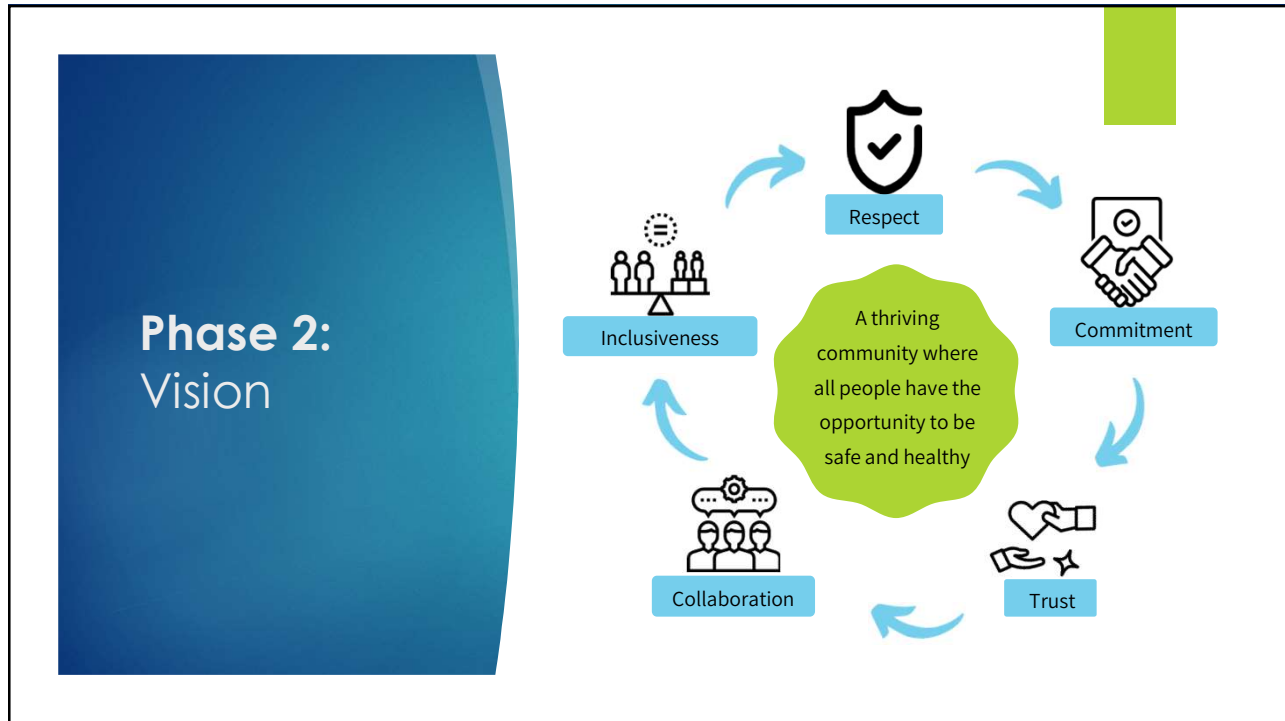 Phase 2:
Vision
Respect
Commitment
Trust
Collaboration
Inclusiveness
A thriving
community where
all people have the
opportunity to be
safe and healthy